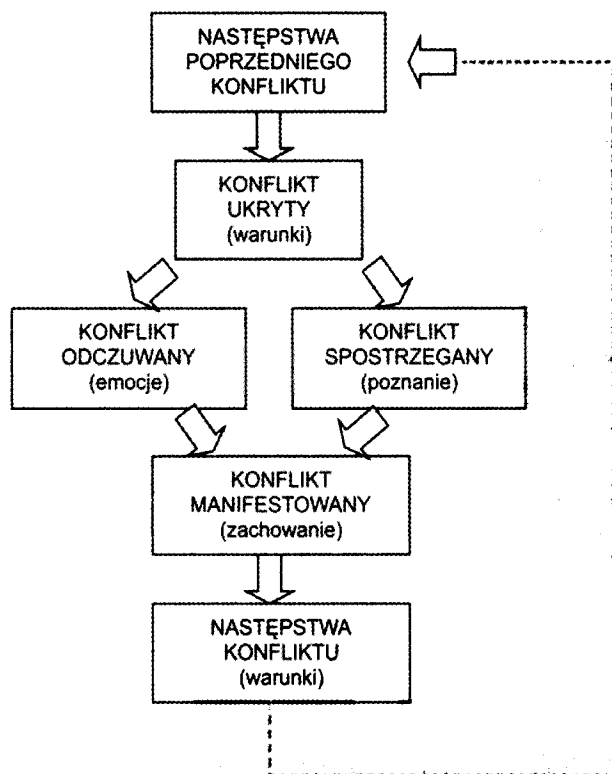 NASTĘPSTWA
POPRZEDNIEGO
KONFLIKTU
KONFLIKT
UKRYTY
(warunki)
KONFLIKT
ODCZUWANY
(emocje)
KONFLIKT
SPOSTRZEGANY
(poznanie)
KONFLIKT
MANIFESTOWANY
(zachowanie)
NASTĘPSTWA
KONFLIKTU
(warunki)